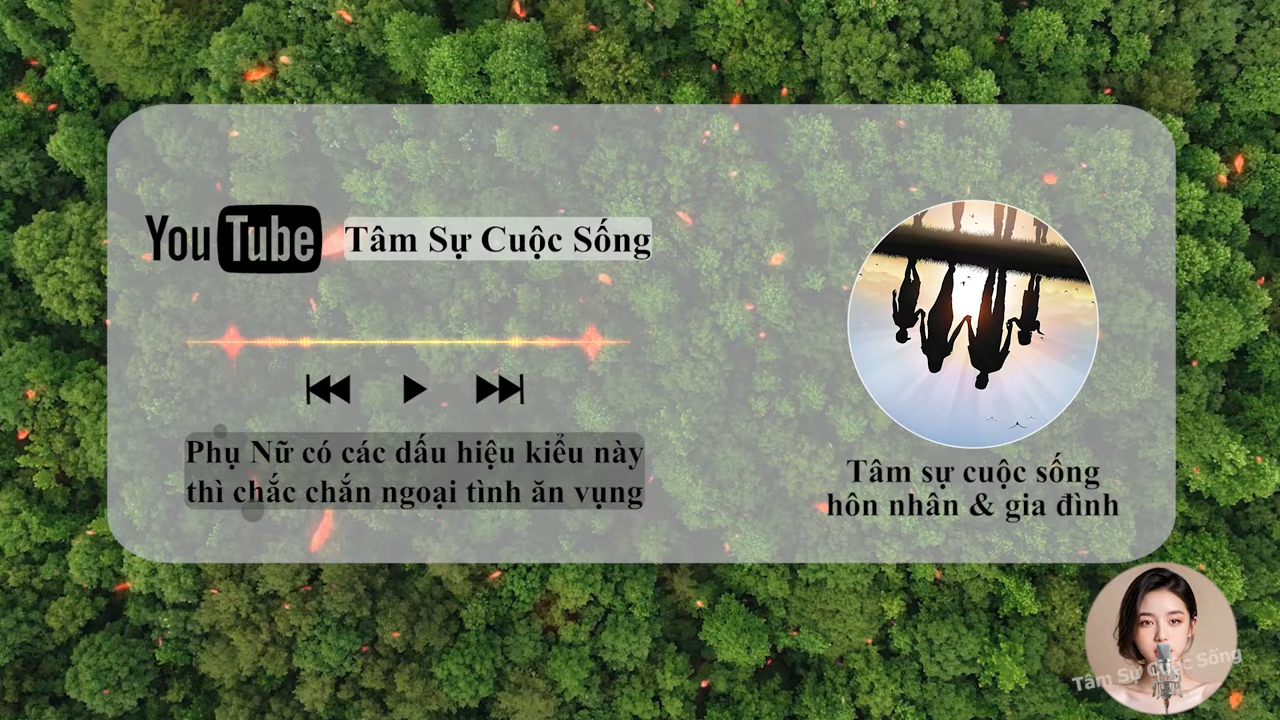 YouTube Tâm Sự Cuộc Sống
Phụ Nữ có các dấu hiệu kiểu này
thì chắc chắn ngoại tình ăn vụng
Tâm sự cuộc sống
hôn nhân & gia đình
Tâm Sự Cuộc Sống